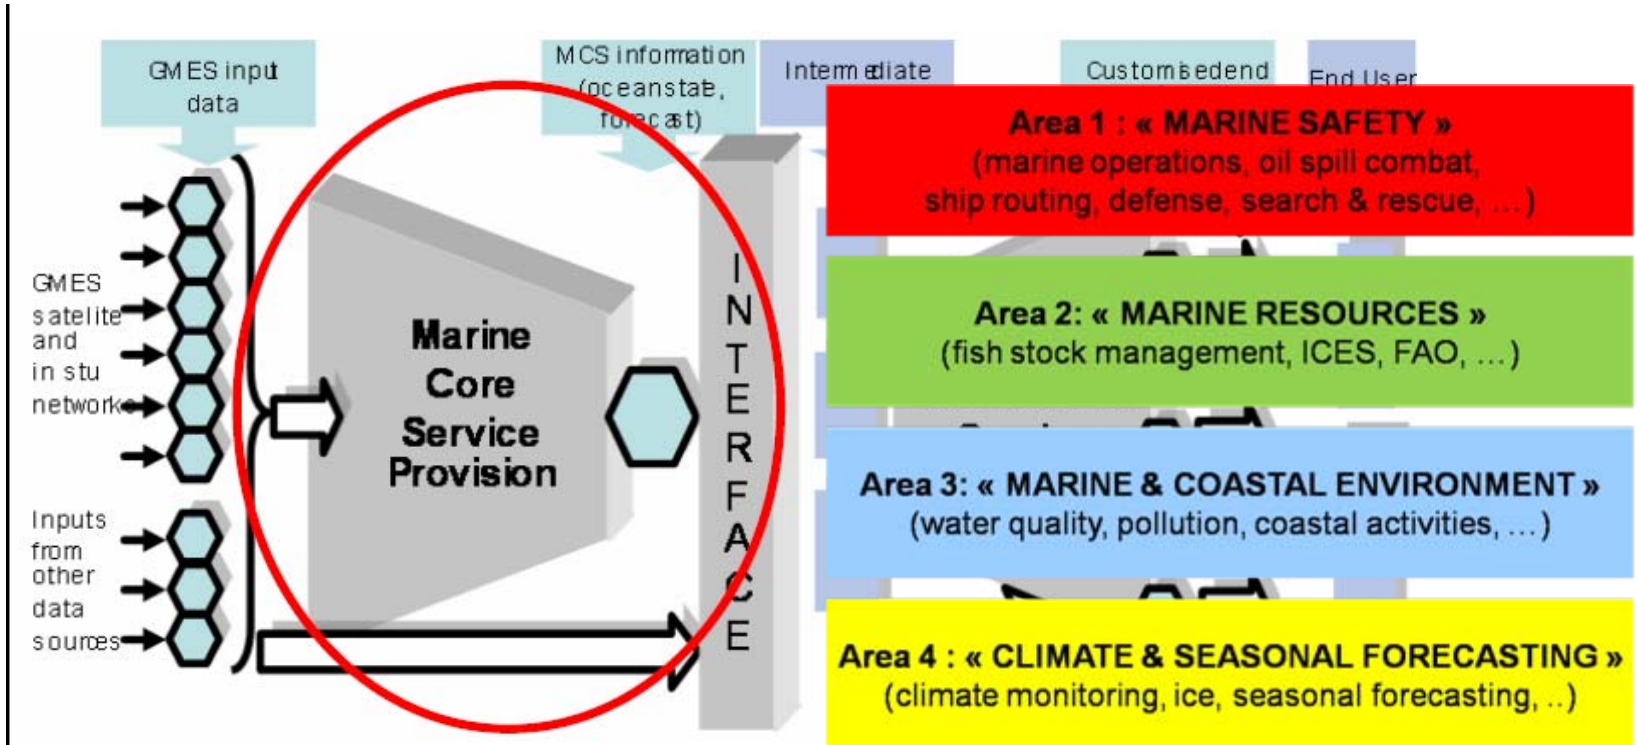 GMES input
data
MCS information
(ocean state,
forecast)
Intermediate
Customised end
End User
GMES
satelite
and
in stu
networks
Inputs
from
other
data
sources
Marine
Core
Service
Provision
INTERFACE
Area 1 : « MARINE SAFETY »
(marine operations, oil spill combat,
ship routing, defense, search & rescue, ...)
Area 2: « MARINE RESOURCES »
(fish stock management, ICES, FAO, ...)
Area 3: « MARINE & COASTAL ENVIRONMENT »
(water quality, pollution, coastal activities, ...)
Area 4 : « CLIMATE & SEASONAL FORECASTING »
(climate monitoring, ice, seasonal forecasting, ..)